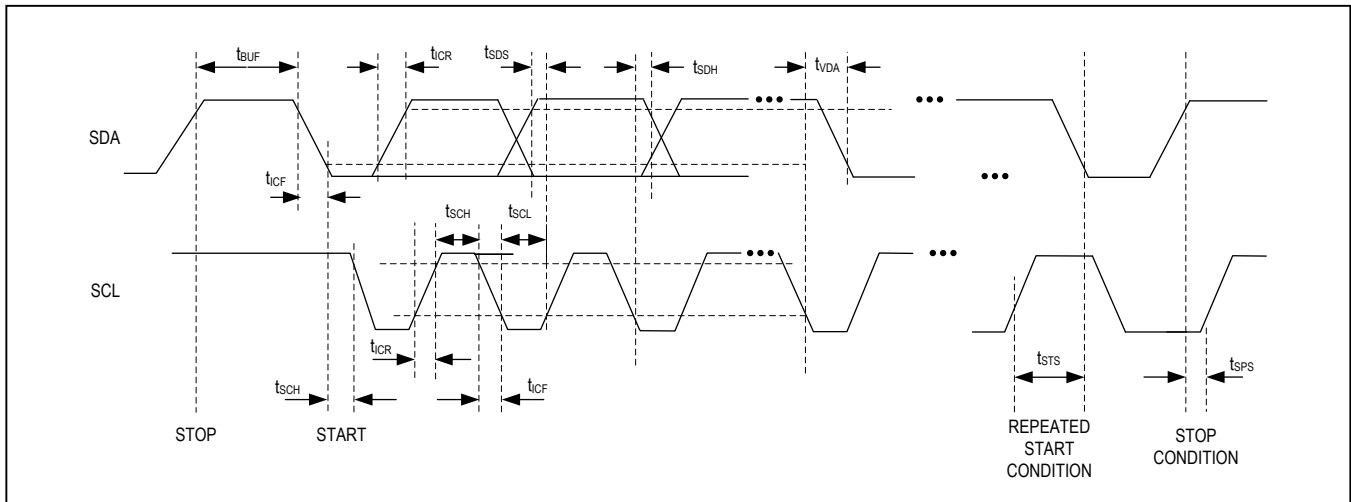 tBUF
tICR
tSDS
tSDH
tVDA
SDA
tICF
tSCH
tSCL
SCL
tICR
tSTS
tSPS
tSCH
tICF
STOP
START
REPEATED
START
CONDITION
STOP
CONDITION